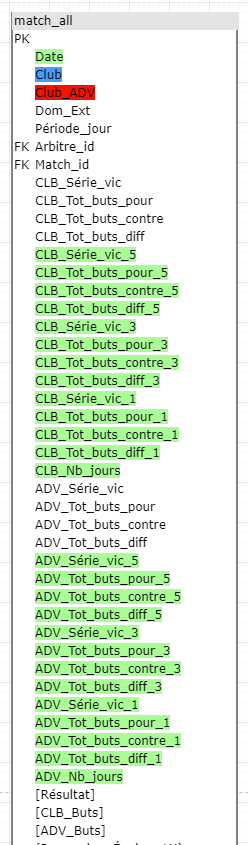 match_all
PK
Date
Club
Club_ADV
Dom_Ext
Période_jour
FK Arbitre_id
FK Match_id
CLB_Série_vic
CLB_Tot_buts_pour
CLB_Tot_buts_contre
CLB_Tot_buts_diff
CLB_Série_vic_5
CLB_Tot_buts_pour_5
CLB_Tot_buts_contre_5
CLB_Tot_buts_diff_5
CLB_Série_vic_3
CLB_Tot_buts_pour_3
CLB_Tot_buts_contre_3
CLB_Tot_buts_diff_3
CLB_Série_vic_1
CLB_Tot_buts_pour_1
CLB_Tot_buts_contre_1
CLB_Tot_buts_diff_1
CLB_Nb_jours
ADV_Série_vic
ADV_Tot_buts_pour
ADV_Tot_buts_contre
ADV_Tot_buts_diff
ADV_Série_vic_5
ADV_Tot_buts_pour_5
ADV_Tot_buts_contre_5
ADV_Tot_buts_diff_5
ADV_Série_vic_3
ADV_Tot_buts_pour_3
ADV_Tot_buts_contre_3
ADV_Tot_buts_diff_3
ADV_Série_vic_1
ADV_Tot_buts_pour_1
ADV_Tot_buts_contre_1
ADV_Tot_buts_diff_1
ADV_Nb_jours
[Résultat]
[CLB_Buts]
[ADV_Buts]